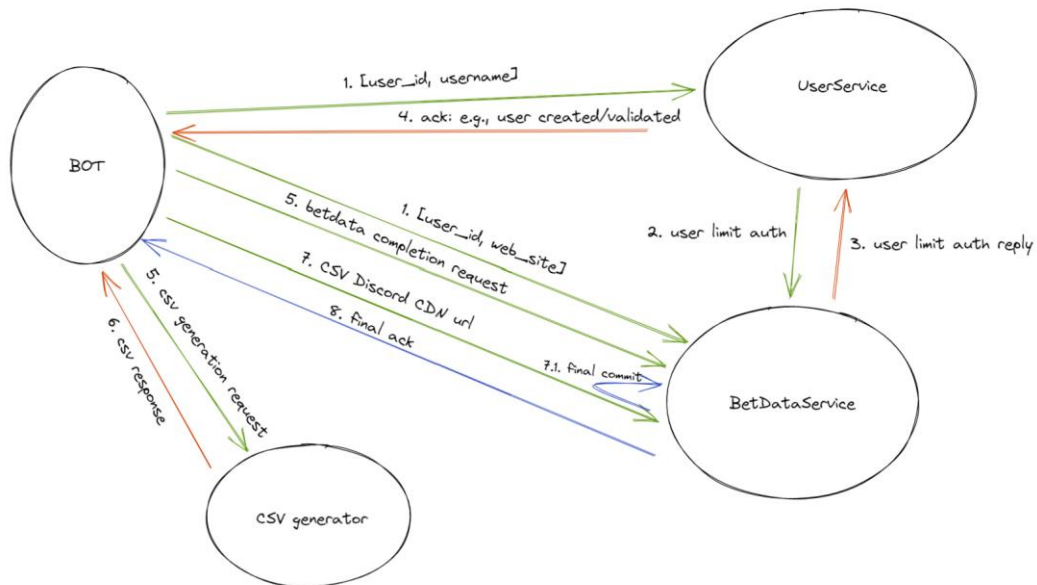 UserService
1. [user_id, username]
4. ack: e.g., user created/validated
BOT
1. [user_id, web_site]
5. betdata completion request
2. user limit auth
3. user limit auth reply
7. CSV Discord CDN url
8. final ack
5. csv generation request
6. csv response
7.1. final commit
BetDataService
CSV generator